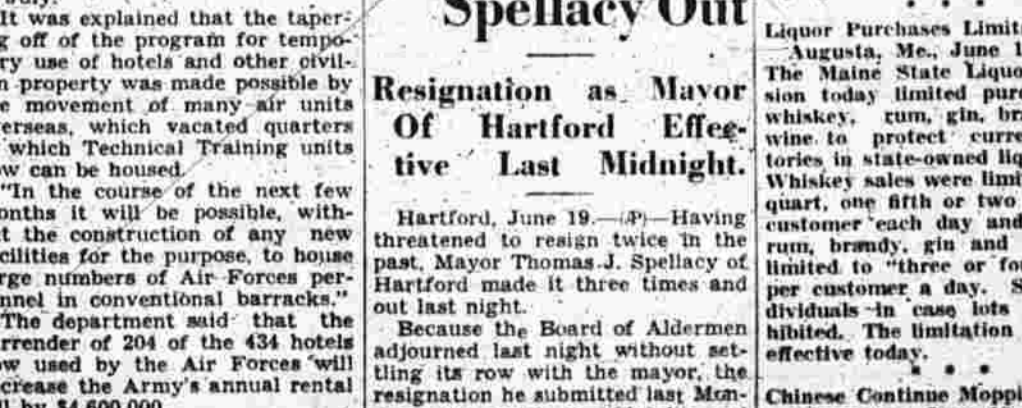 It was explained that the taper-
g off of the program for tempo-
ry use of hotels and other civil-
n property was made possible by
e movement of many air units
erseas, which vacated quarters
which Technical Training units
ow can be housed.
"In the course of the next few
onths it will be possible, with-
t the construction of any new
cilities for the purpose, to house
rge numbers of Air Forces per-
nnel in conventional barracks."
The department said that the
rrender of 204 of the 434 hotels
ow used by the Air Forces will
crease the Army's annual rental
ll by $4,600,000.
Spellacy Out
Resignation as Mayor
Of Hartford Effec-
tive Last Midnight.
Hartford, June 19.—(AP)—Having
threatened to resign twice in the
past, Mayor Thomas J. Spellacy of
Hartford made it three times and
out last night.
Because the Board of Aldermen
adjourned last night without set-
tling its row with the mayor, the
resignation he submitted last Mon-
Liquor Purchases Limit
Augusta, Me., June 1
The Maine State Liquo
sion today limited pur
whiskey, rum, gin, br
wine to protect curre
tories in state-owned liq
Whiskey sales were limi
quart, one fifth or two
customer each day and
rum, brandy, gin and
limited to "three or fo
per customer a day. S
dividuals in case lots
hibited. The limitation
effective today.
Chinese Continue Moppi